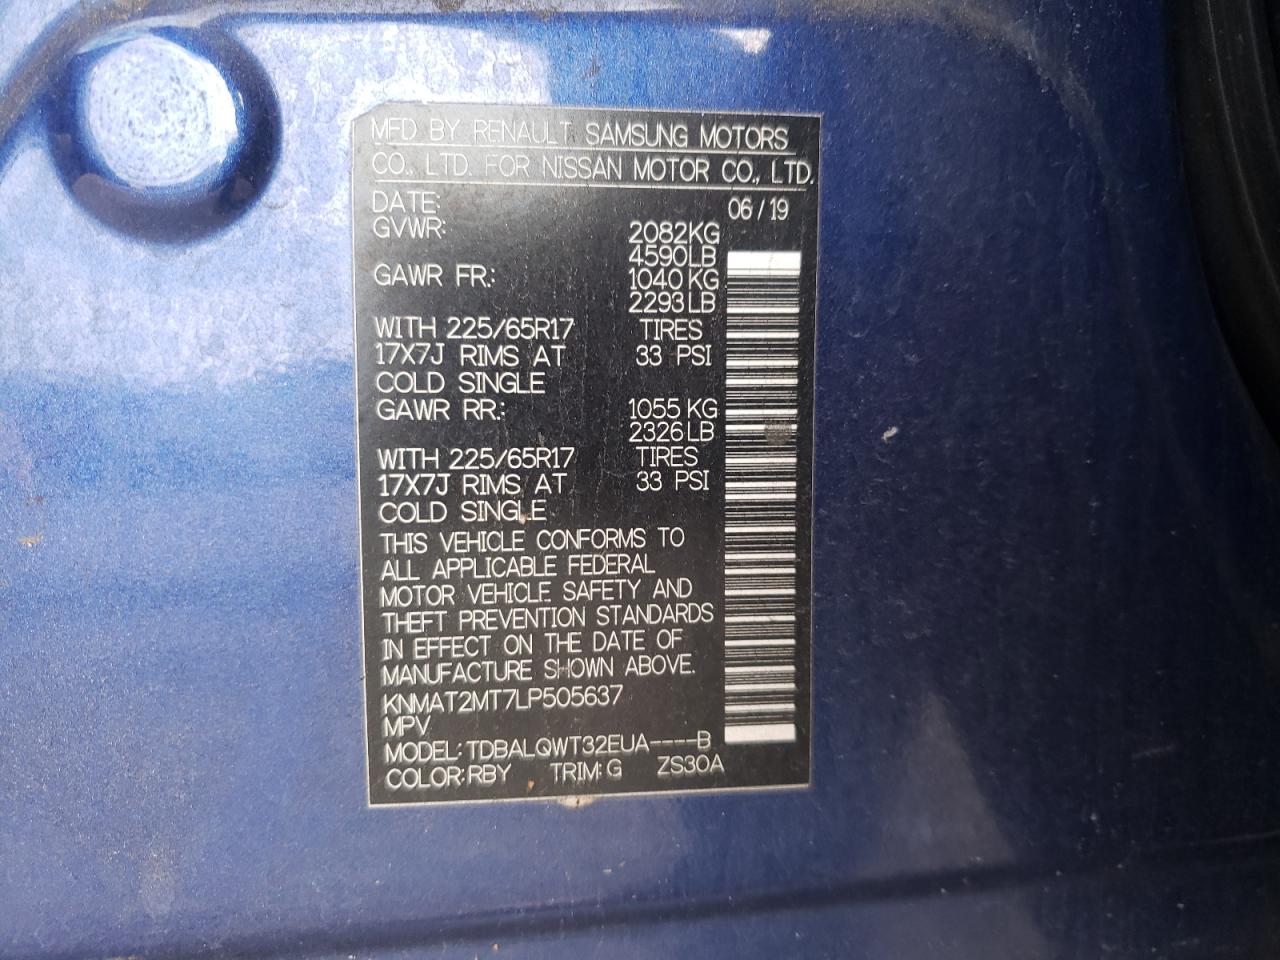 MFD BY RENAULT SAMSUNG MOTORS
CO., LTD. FOR NISSAN MOTOR CO., LTD.
DATE: 06/19
GVWR: 2082KG
4590LB
GAWR FR.: 1040 KG
2293LB
WITH 225/65R17 TIRES
17X7J RIMS AT 33 PSI
COLD SINGLE
GAWR RR.: 1055 KG
2326LB
WITH 225/65R17 TIRES
17X7J RIMS AT 33 PSI
COLD SINGLE
THIS VEHICLE CONFORMS TO
ALL APPLICABLE FEDERAL
MOTOR VEHICLE SAFETY AND
THEFT PREVENTION STANDARDS
IN EFFECT ON THE DATE OF
MANUFACTURE SHOWN ABOVE.
KNMAT2MT7LP505637
MPV
MODEL: TDBALQWT32EUA----B
COLOR: RBY TRIM: G ZS30A